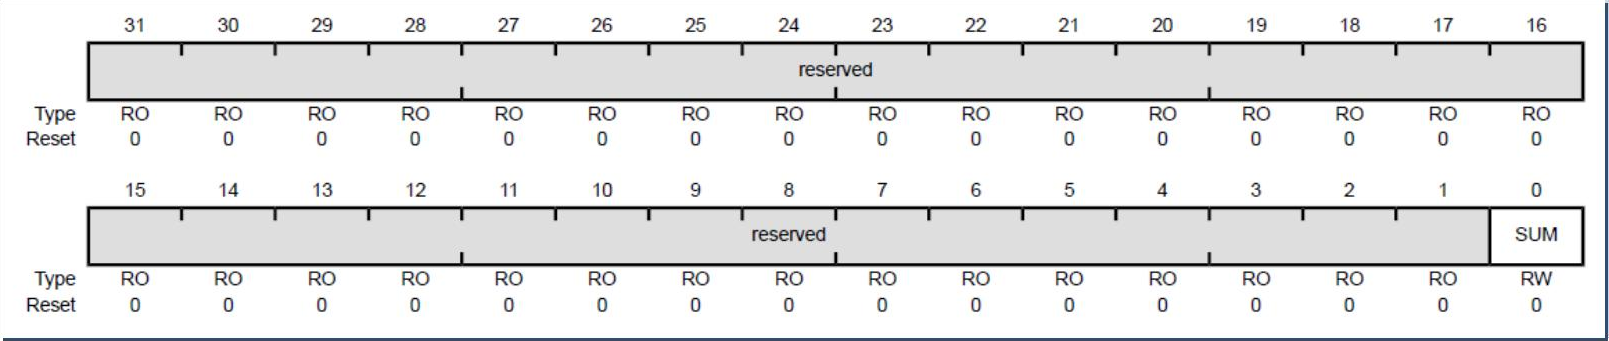 31 30 29 28 27 26 25 24 23 22 21 20 19 18 17 16
reserved
Type RO RO RO RO RO RO RO RO RO RO RO RO RO RO RO RO
Reset 0 0 0 0 0 0 0 0 0 0 0 0 0 0 0 0
15 14 13 12 11 10 9 8 7 6 5 4 3 2 1 0
reserved SUM
Type RO RO RO RO RO RO RO RO RO RO RO RO RO RO RO RW
Reset 0 0 0 0 0 0 0 0 0 0 0 0 0 0 0 0